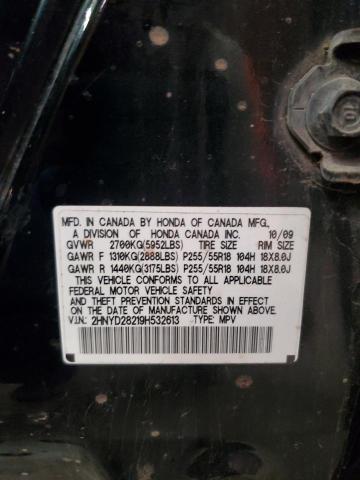 MFD. IN CANADA BY HONDA OF CANADA MFG.,
A DIVISION OF HONDA CANADA INC. 10/09
GVWR 2700KG(5952LBS) TIRE SIZE RIM SIZE
GAWR F 1310KG(2888LBS) P255/55R18 104H 18X8.0J
GAWR R 1440KG(3175LBS) P255/55R18 104H 18X8.0J
THIS VEHICLE CONFORMS TO ALL APPLICABLE
FEDERAL MOTOR VEHICLE SAFETY STANDARDS IN EFFECT
ON THE DATE OF MANUFACTURE SHOWN ABOVE.
V.I.N.: 2HNYD28219H532613 TYPE: MPV